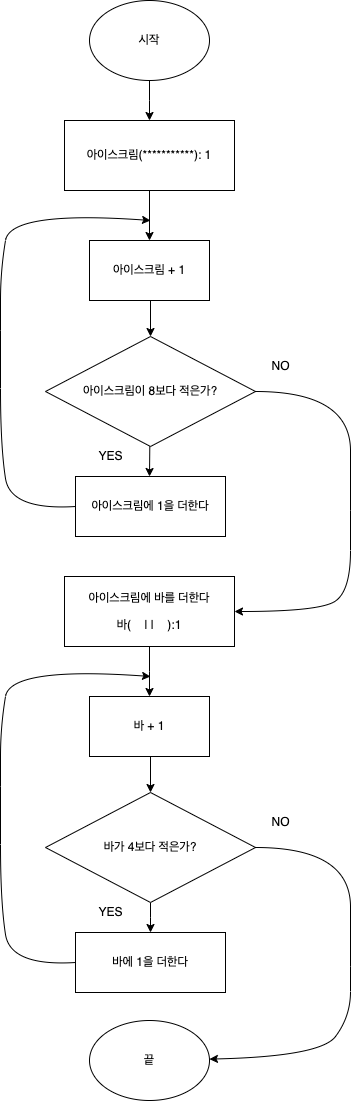 시작
아이스크림(***********): 1
아이스크림 + 1
아이스크림이 8보다 적은가?
NO
YES
아이스크림에 1을 더한다
아이스크림에 바를 더한다
바(    l l    ):1
바 + 1
바가 4보다 적은가?
NO
YES
바에 1을 더한다
끝